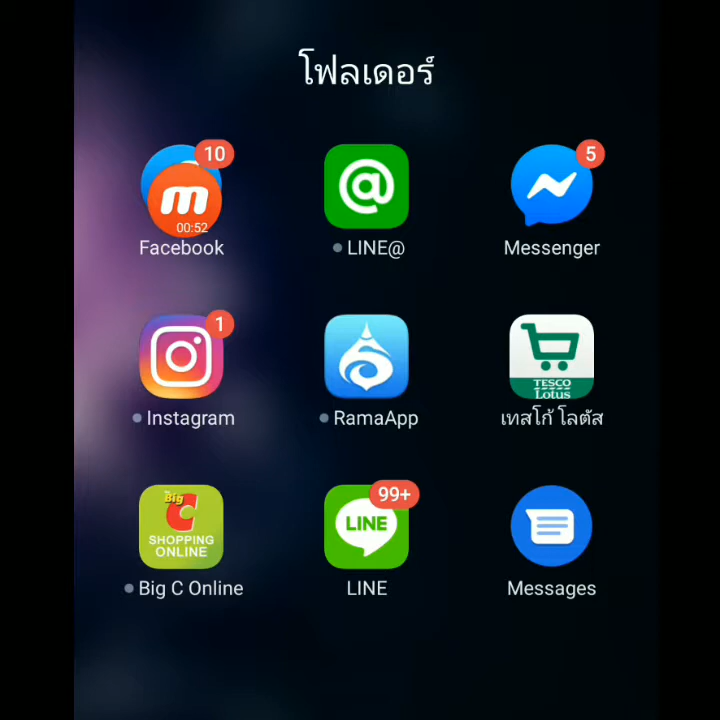 โฟลเดอร์
10
5
m
00:52
Facebook
LINE@
Messenger
1
TESCO
Lotus
Instagram
RamaApp
เทสโก้ โลตัส
Big
C
SHOPPING
ONLINE
99+
LINE
Big C Online
LINE
Messages